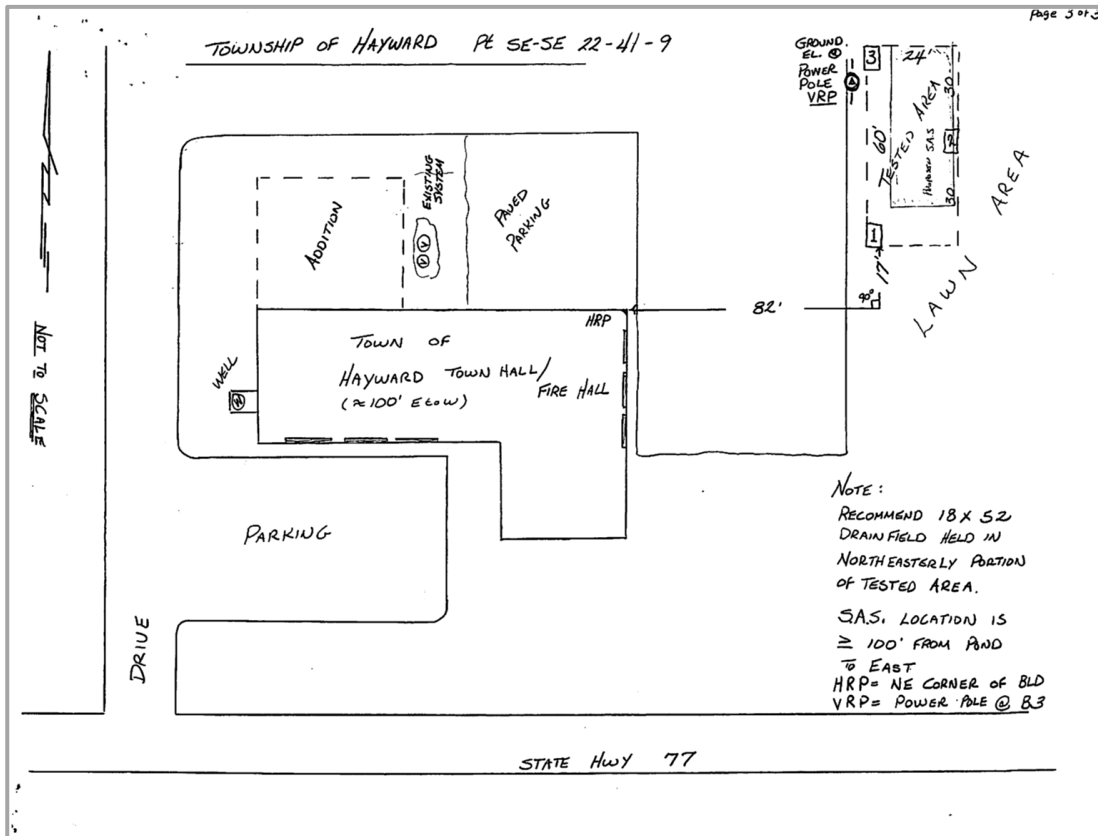 Page 3 of 3
TOWNSHIP OF HAYWARD Pt SE-SE 22-41-9
GROUND
EL. @
POWER
POLE
VRP
3
24'
60'
TESTED AREA
30
2
30
1
17'
90°
82'
LAWN AREA
EXISTING
SYSTEM
ADDITION
PAVED
PARKING
HRP
WELL
W
TOWN OF
HAYWARD TOWN HALL/
FIRE HALL
(≈100' E to W)
NOT TO SCALE
PARKING
DRIVE
NOTE:
RECOMMEND 18 X 52
DRAINFIELD HELD IN
NORTHEASTERLY PORTION
OF TESTED AREA.
S.A.S. LOCATION IS
≥ 100' FROM POND
TO EAST
HRP= NE CORNER OF BLD
VRP= POWER POLE @ B3
STATE HWY 77